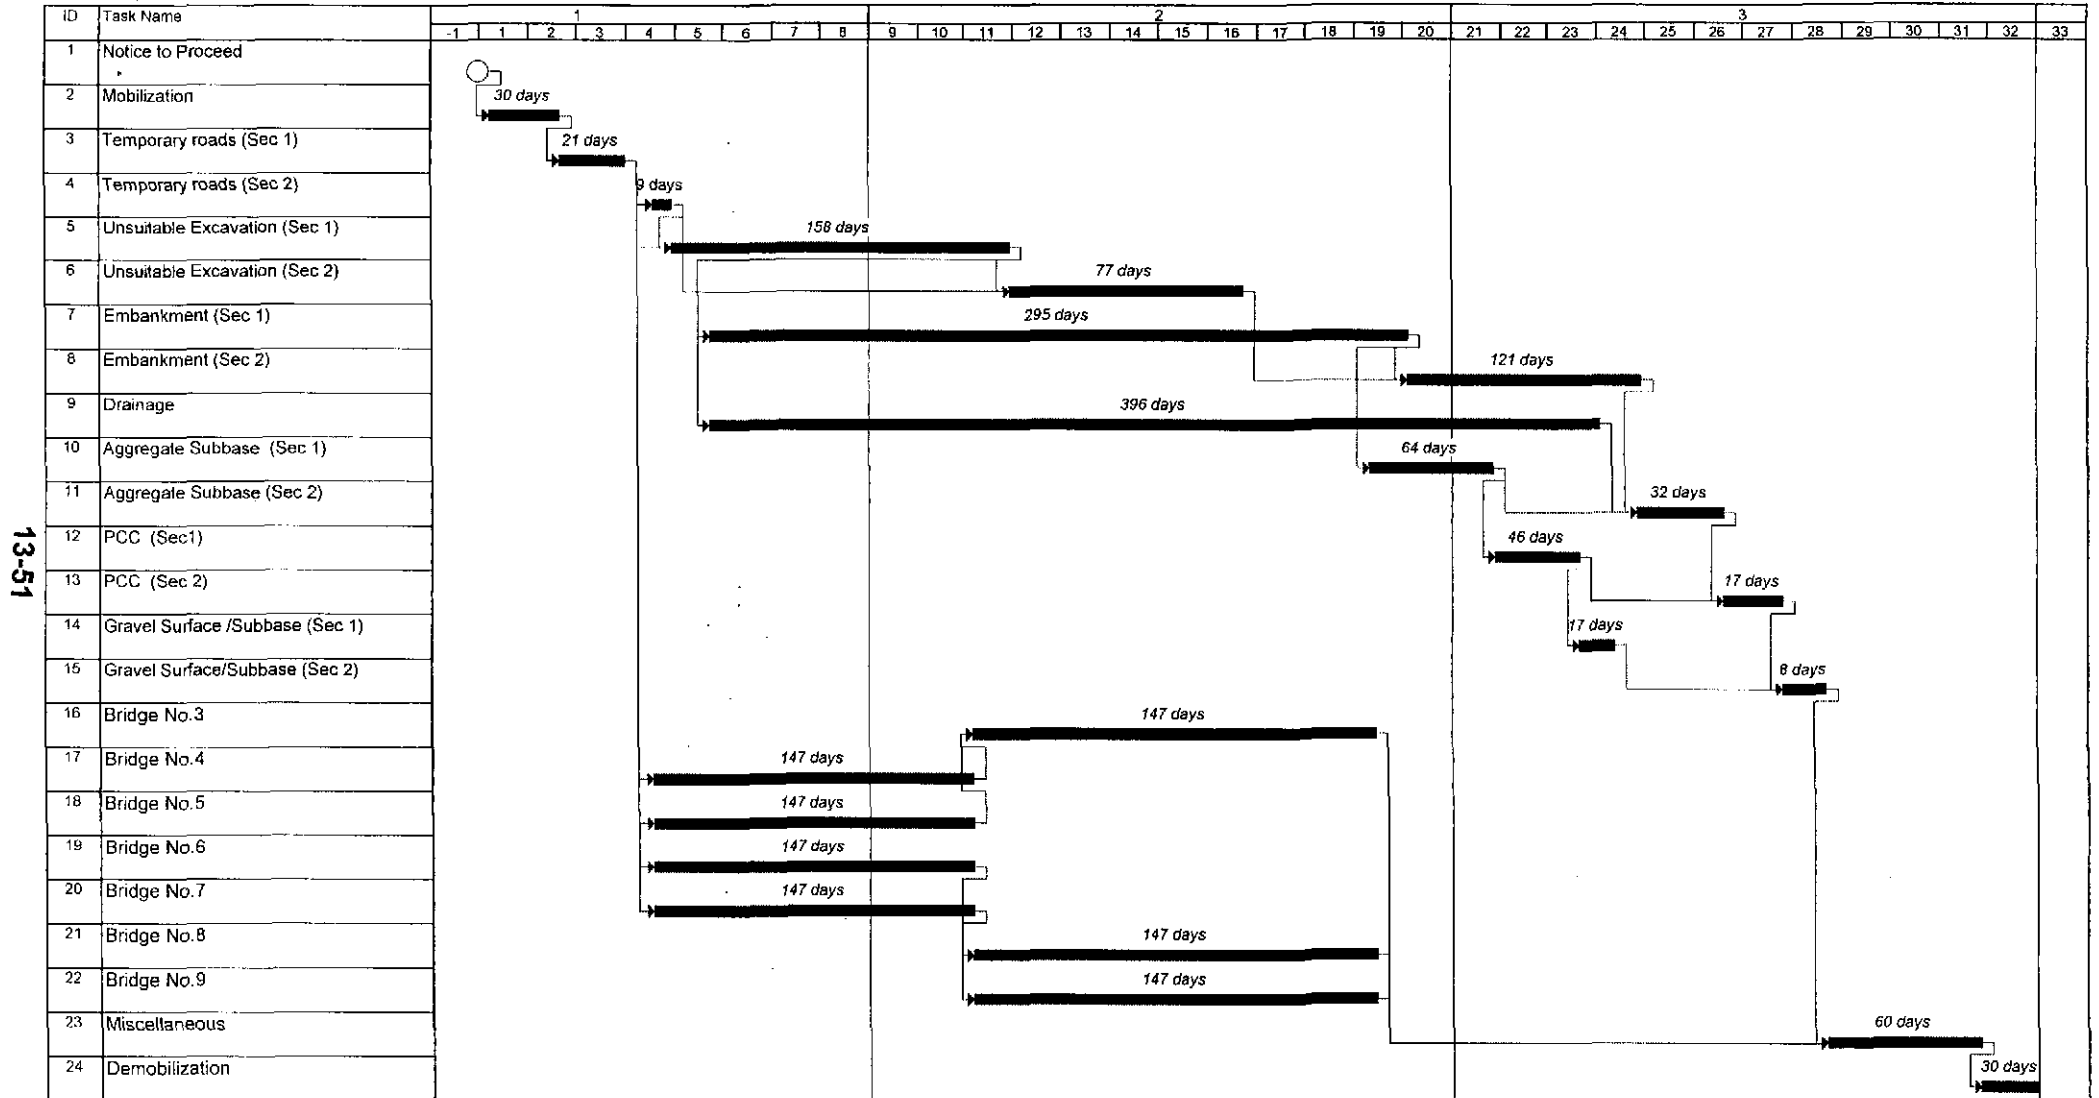 ID Task Name 1 2 3
-1 1 2 3 4 5 6 7 8 9 10 11 12 13 14 15 16 17 18 19 20 21 22 23 24 25 26 27 28 29 30 31 32 33
1 Notice to Proceed
2 Mobilization 30 days
3 Temporary roads (Sec 1) 21 days
4 Temporary roads (Sec 2) 9 days
5 Unsuitable Excavation (Sec 1) 158 days
6 Unsuitable Excavation (Sec 2) 77 days
7 Embankment (Sec 1) 295 days
8 Embankment (Sec 2) 121 days
9 Drainage 396 days
10 Aggregate Subbase (Sec 1) 64 days
11 Aggregate Subbase (Sec 2) 32 days
12 PCC (Sec1) 46 days
13 PCC (Sec 2) 17 days
14 Gravel Surface /Subbase (Sec 1) 17 days
15 Gravel Surface/Subbase (Sec 2) 8 days
16 Bridge No.3 147 days
17 Bridge No.4 147 days
18 Bridge No.5 147 days
19 Bridge No.6 147 days
20 Bridge No.7 147 days
21 Bridge No.8 147 days
22 Bridge No.9 147 days
23 Miscellaneous 60 days
24 Demobilization 30 days
13-51